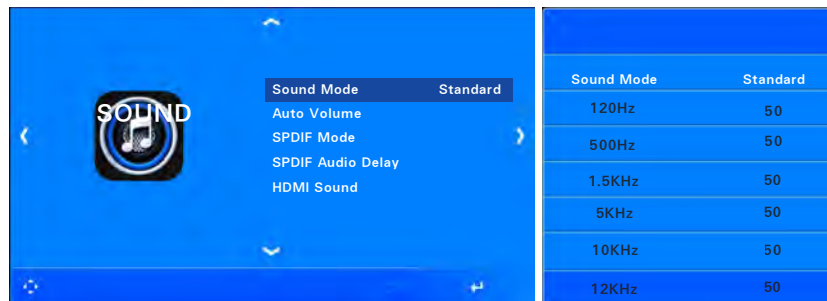 SOUND
Sound Mode Standard
Auto Volume
SPDIF Mode
SPDIF Audio Delay
HDMI Sound
Sound Mode Standard
120Hz 50
500Hz 50
1.5KHz 50
5KHz 50
10KHz 50
12KHz 50